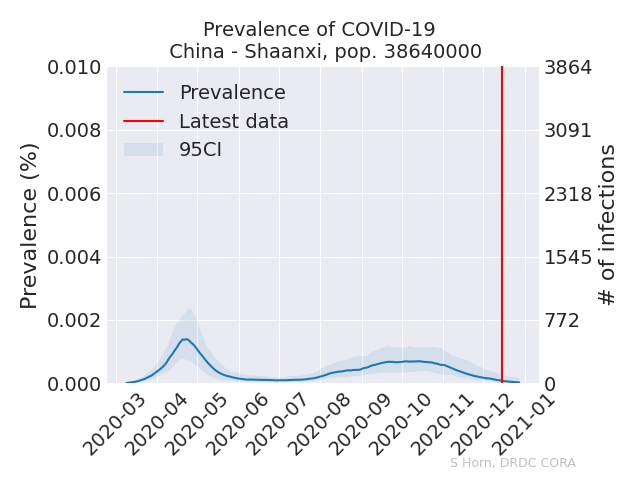 Prevalence of COVID-19
China - Shaanxi, pop. 38640000
Prevalence
Latest data
95CI
Prevalence (%)
0.010
0.008
0.006
0.004
0.002
0.000
3864
3091
2318
1545
772
0
# of infections
2020-03
2020-04
2020-05
2020-06
2020-07
2020-08
2020-09
2020-10
2020-11
2020-12
2021-01
S Horn, DRDC CORA